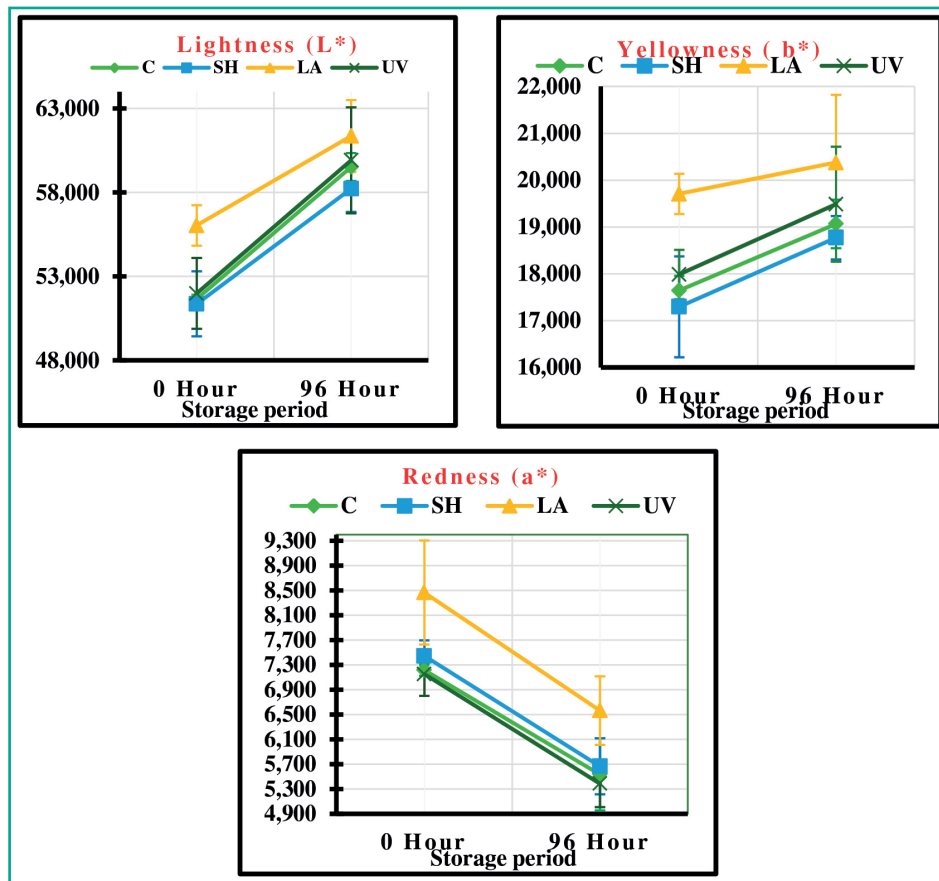 Lightness (L*)
C SH LA UV
63,000
58,000
53,000
48,000
0 Hour 96 Hour
Storage period
Yellowness ( b*)
C SH LA UV
22,000
21,000
20,000
19,000
18,000
17,000
16,000
0 Hour 96 Hour
Storage period
Redness (a*)
C SH LA UV
9,300
8,900
8,500
8,100
7,700
7,300
6,900
6,500
6,100
5,700
5,300
4,900
0 Hour 96 Hour
Storage period